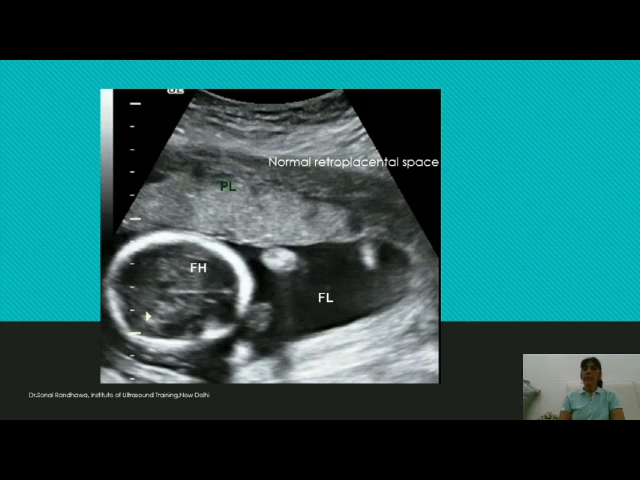 Normal retroplacental space
PL
FH
FL
Dr.Sonal Randhawa, Institute of Ultrasound Training,New Delhi